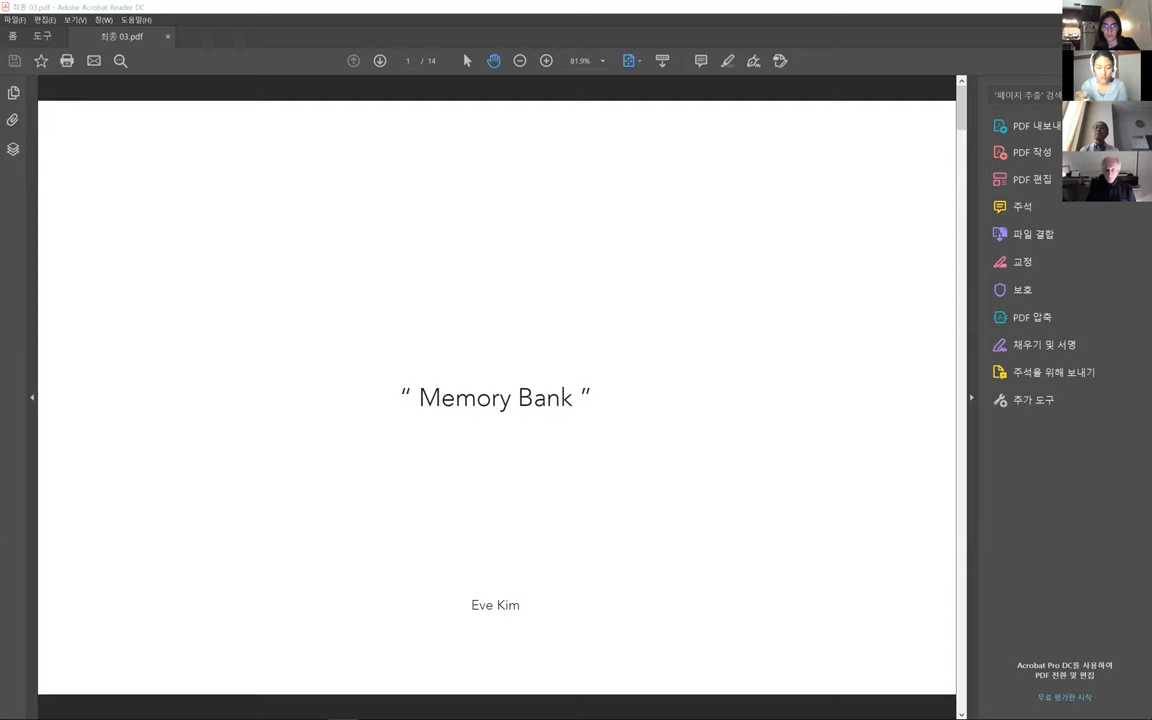 최종 03.pdf - Adobe Acrobat Reader DC
파일(F) 편집(E) 보기(V) 창(W) 도움말(H)
홈 도구 최종 03.pdf ×
1 / 14 81.9%
'페이지 추출' 검색
PDF 내보내
PDF 작성
PDF 편집
주석
파일 결합
교정
보호
PDF 압축
채우기 및 서명
주석을 위해 보내기
추가 도구
“ Memory Bank ”
Eve Kim
Acrobat Pro DC를 사용하여
PDF 전환 및 편집
무료 평가판 시작